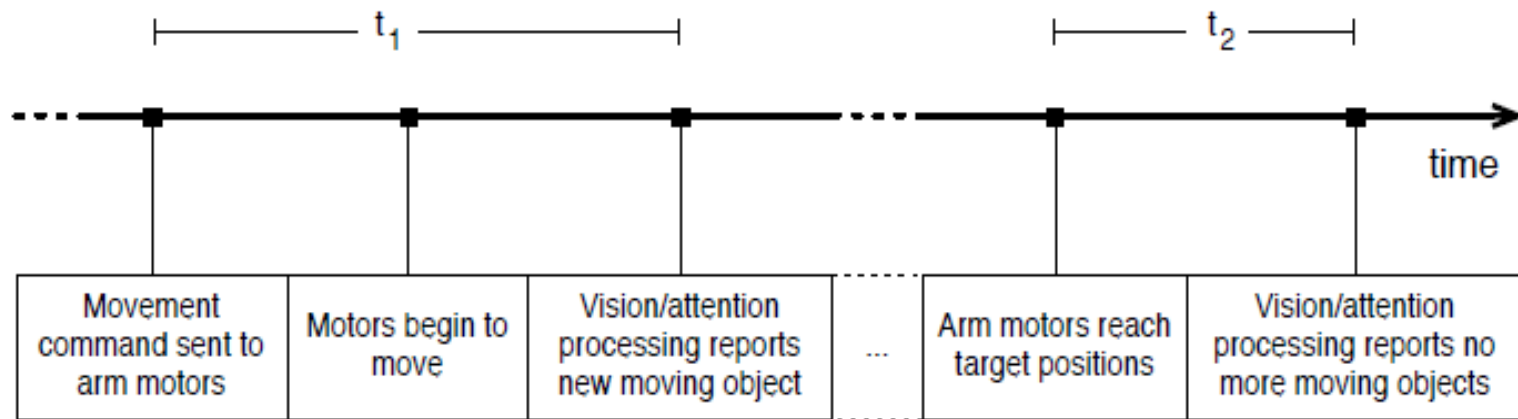 t1
t2
time
Movement
command sent to
arm motors
Motors begin to
move
Vision/attention
processing reports
new moving object
...
Arm motors reach
target positions
Vision/attention
processing reports no
more moving objects